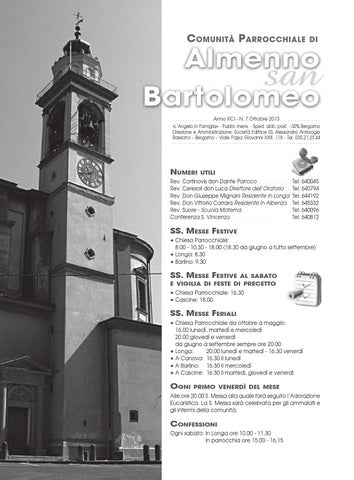 Comunità Parrocchiale di
Almenno
san
Bartolomeo
Anno XCI - N. 7 Ottobre 2013
«L'Angelo in Famiglia» - Pubbl. mens. - Sped. abb. post. - 50% Bergamo
Direzione e Amministrazione: Società Editrice SS. Alessandro Ambrogio
Bassiano - Bergamo - Viale Papa Giovanni XXIII, 118 - Tel. 035.21.23.44
Numeri utili
Rev. Cortinovis don Dante Parroco Tel. 640045
Rev. Ceresoli don Luca Direttore dell'Oratorio Tel. 640794
Rev. Don Giuseppe Mignani Residente in Longa Tel. 644192
Rev. Don Vittorio Carrara Residente in Albenza Tel. 645332
Rev. Suore - Scuola Materna Tel. 640096
Conferenza S. Vincenzo Tel. 640812
SS. Messe Festive
• Chiesa Parrocchiale:
8.00 - 10.30 - 18.00 (18.30 da giugno a tutto settembre)
• Longa: 8.30
• Barlino: 9.30
SS. Messe Festive al sabato
e vigilia di feste di precetto
• Chiesa Parrocchiale: 16.30
• Cascine: 18.00
SS. Messe Feriali
• Chiesa Parrocchiale da ottobre a maggio:
16.00 lunedì, martedì e mercoledì
20.00 giovedì e venerdì
da giugno a settembre sempre ore 20.00
• Longa: 20.00 lunedì e martedì - 16.30 venerdì
• A Canova: 16.30 il lunedì
• A Barlino: 16.30 il mercoledì
• A Cascine: 16.30 il martedì, giovedì e venerdì
Ogni primo venerdì del mese
Alle ore 20.00 S. Messa alla quale farà seguito l'Adorazione
Eucaristica. La S. Messa sarà celebrata per gli ammalati e
gli infermi della comunità.
Confessioni
Ogni sabato: in Longa ore 10.00 - 11.30
in parrocchia ore 15.00 - 16.15